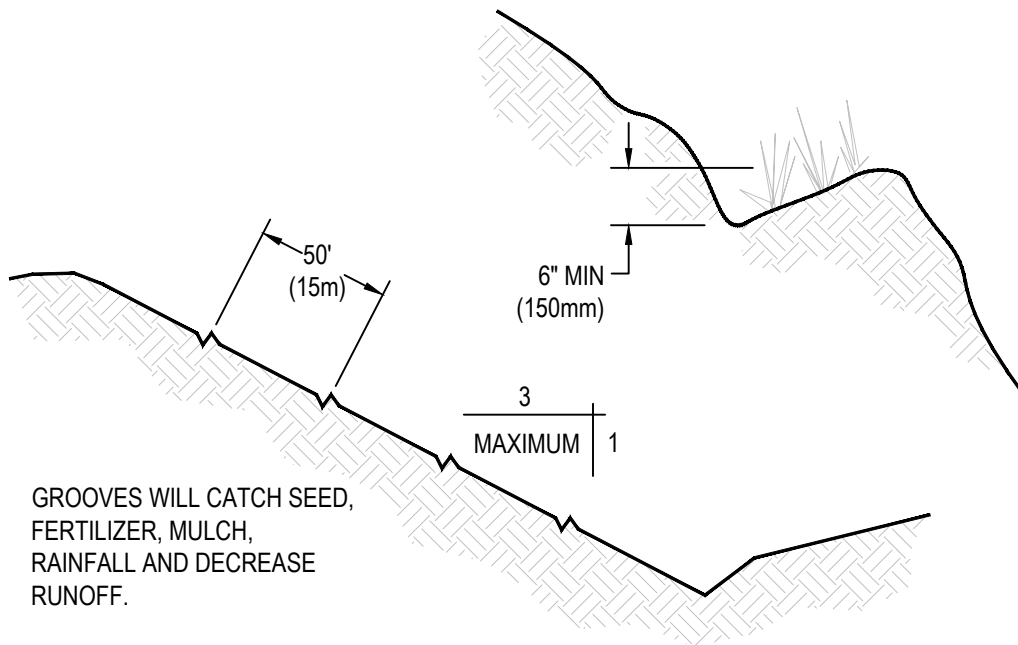 50'
(15m)
6" MIN
(150mm)
3
MAXIMUM
1
GROOVES WILL CATCH SEED,
FERTILIZER, MULCH,
RAINFALL AND DECREASE
RUNOFF.